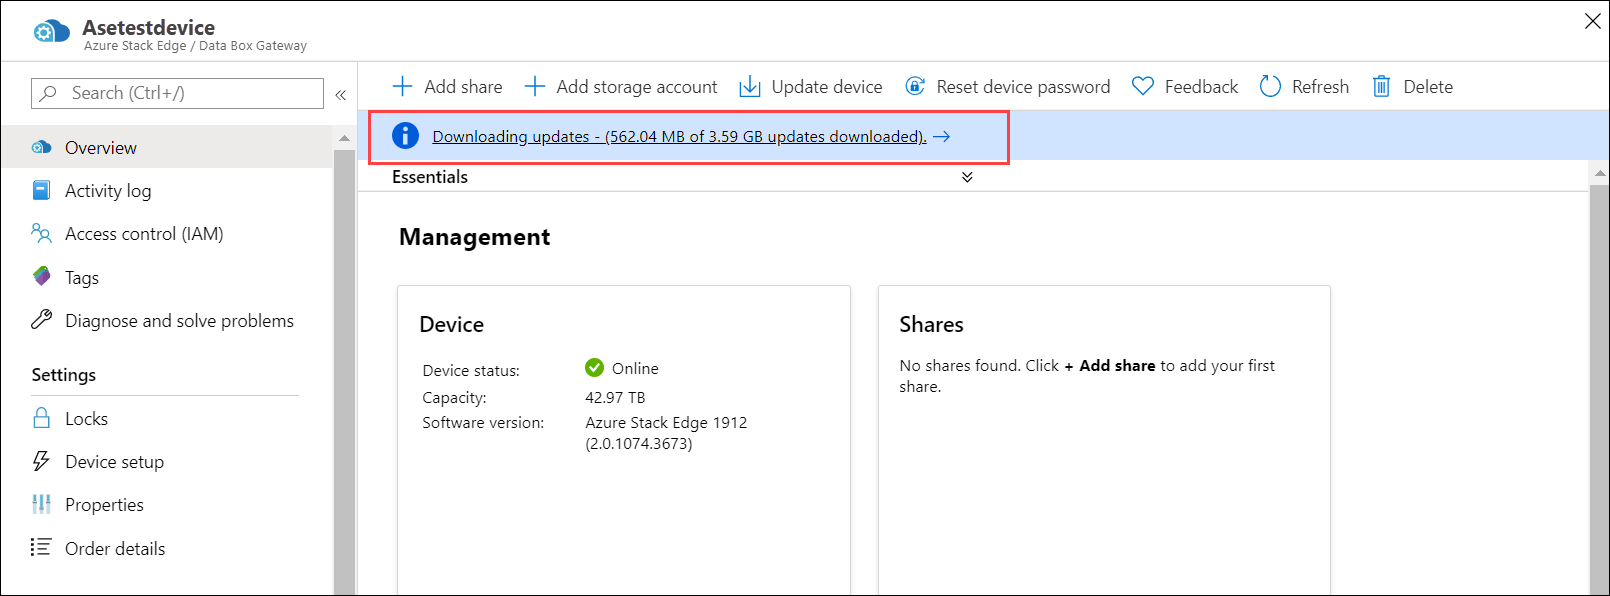 Asetestdevice
Azure Stack Edge / Data Box Gateway
Search (Ctrl+/)
«
Add share
Add storage account
Update device
Reset device password
Feedback
Refresh
Delete
Downloading updates - (562.04 MB of 3.59 GB updates downloaded). →
Overview
Activity log
Access control (IAM)
Tags
Diagnose and solve problems
Settings
Locks
Device setup
Properties
Order details
Essentials
Management
Device
Device status: Online
Capacity: 42.97 TB
Software version: Azure Stack Edge 1912
(2.0.1074.3673)
Shares
No shares found. Click + Add share to add your first
share.